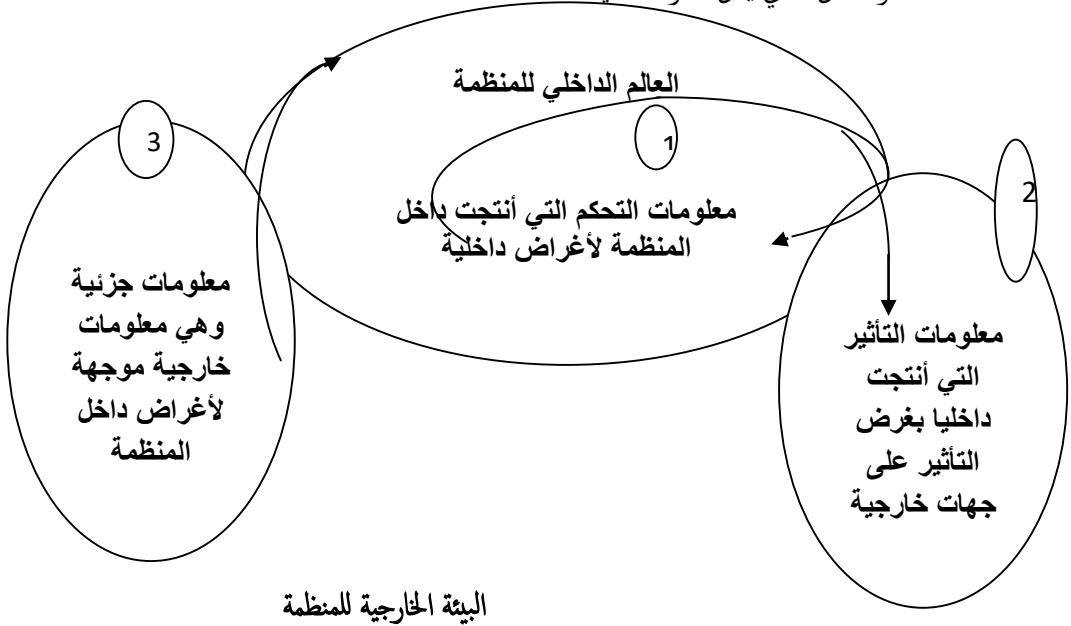 العالم الداخلي للمنظمة
1
معلومات التحكم التي أنتجت داخل
المنظمة لأغراض داخلية
2
معلومات التأثير
التي أنتجت
داخليا بغرض
التأثير على
جهات خارجية
3
معلومات جزئية
وهي معلومات
خارجية موجهة
لأغراض داخل
المنظمة
البيئة الخارجية للمنظمة